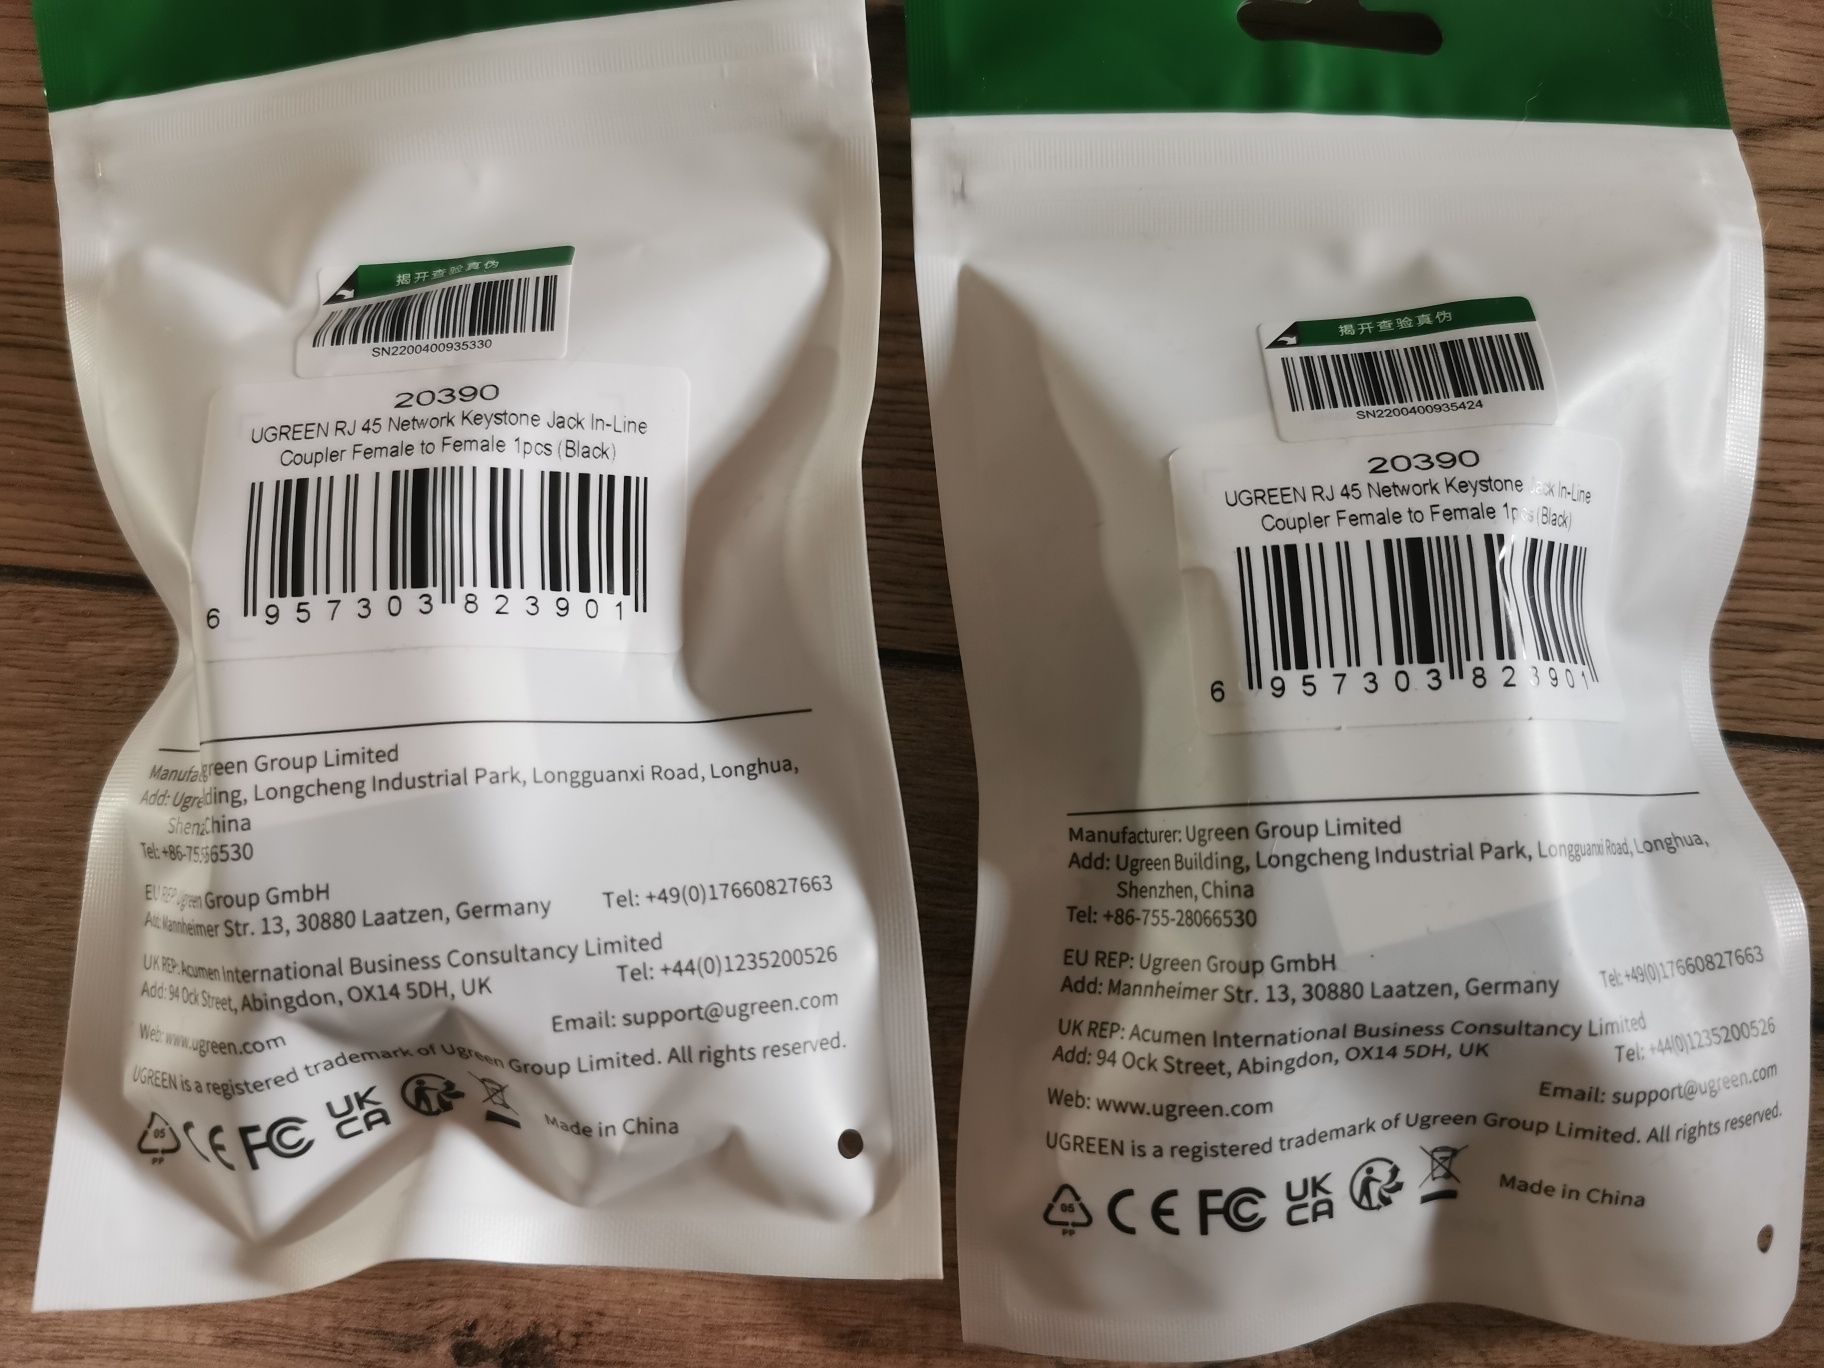 揭开查验真伪
SN2200400935330
20390
UGREEN RJ 45 Network Keystone Jack In-Line
Coupler Female to Female 1pcs (Black)
6 957303 823901
Manufa green Group Limited
Add: Ugre ding, Longcheng Industrial Park, Longguanxi Road, Longhua,
Shenz China
Tel: +86-755 6530
EU REP Ugreen Group GmbH
Add: Mannheimer Str. 13, 30880 Laatzen, Germany
Tel: +49(0)17660827663
UK REP: Acumen International Business Consultancy Limited
Add: 94 Ock Street, Abingdon, OX14 5DH, UK
Tel: +44(0)1235200526
Web: www.ugreen.com
Email: support@ugreen.com
UGREEN is a registered trademark of Ugreen Group Limited. All rights reserved.
05
PP
CE FC UK
CA
Made in China
揭开查验真伪
SN2200400935424
20390
UGREEN RJ 45 Network Keystone Jack In-Line
Coupler Female to Female 1pcs (Black)
6 957303 823901
Manufacturer: Ugreen Group Limited
Add: Ugreen Building, Longcheng Industrial Park, Longguanxi Road, Longhua,
Shenzhen, China
Tel: +86-755-28066530
EU REP: Ugreen Group GmbH
Add: Mannheimer Str. 13, 30880 Laatzen, Germany
Tel: +49(0)17660827663
UK REP: Acumen International Business Consultancy Limited
Add: 94 Ock Street, Abingdon, OX14 5DH, UK
Tel: +44(0)1235200526
Web: www.ugreen.com
Email: support@ugreen.com
UGREEN is a registered trademark of Ugreen Group Limited. All rights reserved.
05
PP
CE FC UK
CA
Made in China